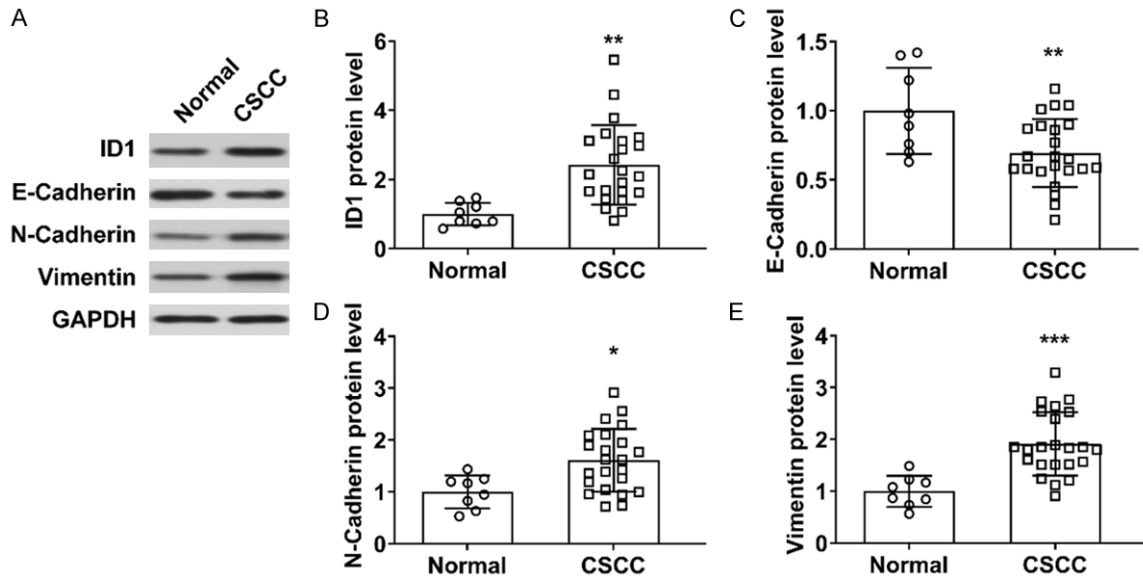 A
Normal CSCC
ID1
E-Cadherin
N-Cadherin
Vimentin
GAPDH
B
ID1 protein level
6
4
2
0
**
Normal CSCC
C
E-Cadherin protein level
1.5
1.0
0.5
0.0
**
Normal CSCC
D
N-Cadherin protein level
4
3
2
1
0
*
Normal CSCC
E
Vimentin protein level
4
3
2
1
0
***
Normal CSCC